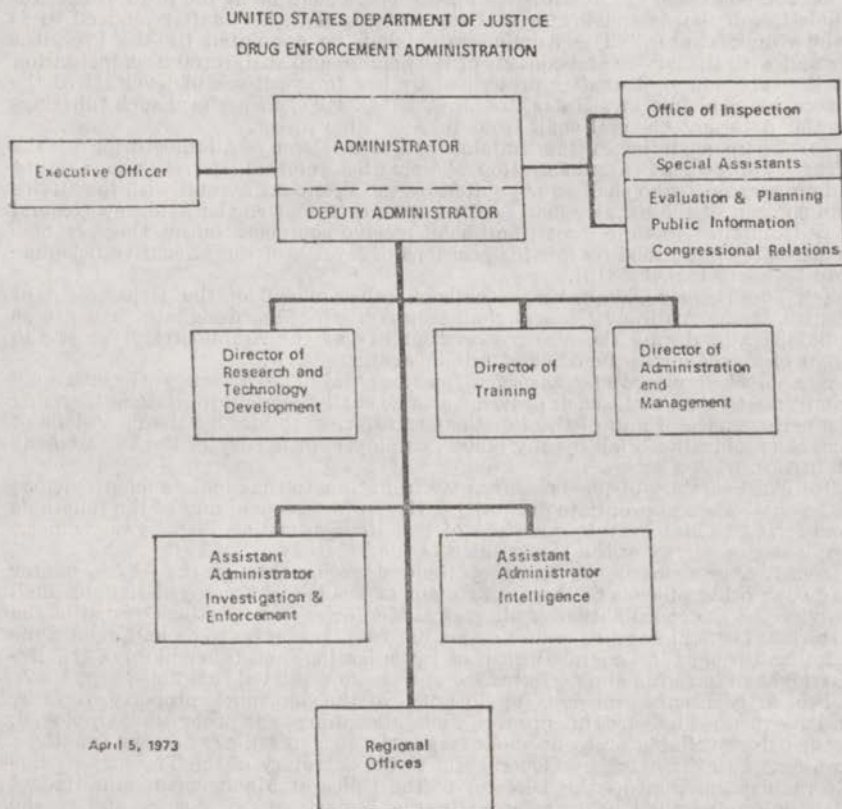 UNITED STATES DEPARTMENT OF JUSTICE
DRUG ENFORCEMENT ADMINISTRATION
Executive Officer
ADMINISTRATOR
DEPUTY ADMINISTRATOR
Office of Inspection
Special Assistants
Evaluation & Planning
Public Information
Congressional Relations
Director of
Research and
Technology
Development
Director of
Training
Director of
Administration
and
Management
Assistant
Administrator
Investigation &
Enforcement
Assistant
Administrator
Intelligence
April 5, 1973
Regional
Offices